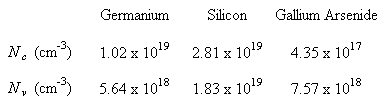 Germanium Silicon Gallium Arsenide
N_c (cm^-3) 1.02 x 10^19 2.81 x 10^19 4.35 x 10^17
N_v (cm^-3) 5.64 x 10^18 1.83 x 10^19 7.57 x 10^18